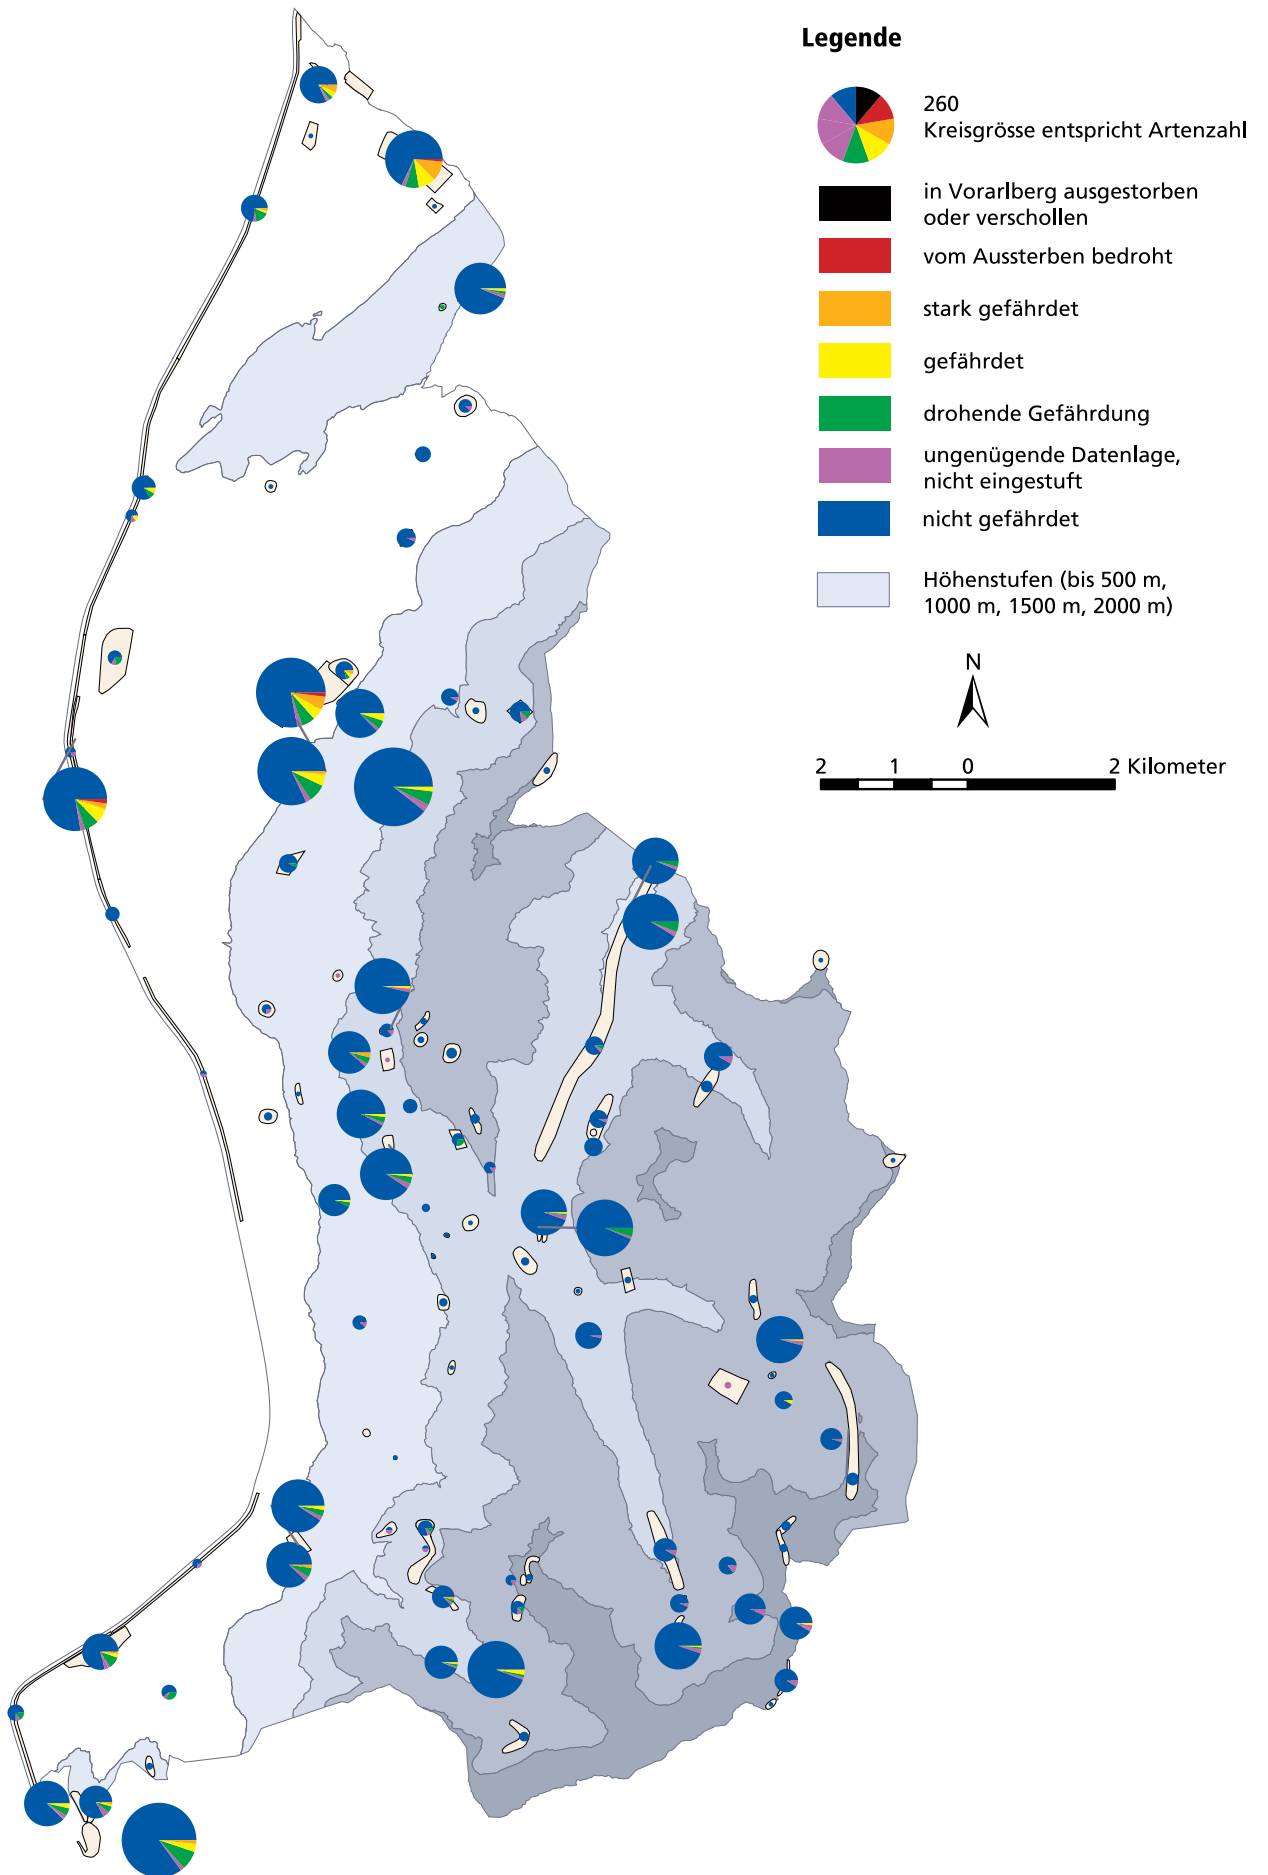 Legende
260
Kreisgrösse entspricht Artenzahl
in Vorarlberg ausgestorben
oder verschollen
vom Aussterben bedroht
stark gefährdet
gefährdet
drohende Gefährdung
ungenügende Datenlage,
nicht eingestuft
nicht gefährdet
Höhenstufen (bis 500 m,
1000 m, 1500 m, 2000 m)
N
2 1 0 2 Kilometer